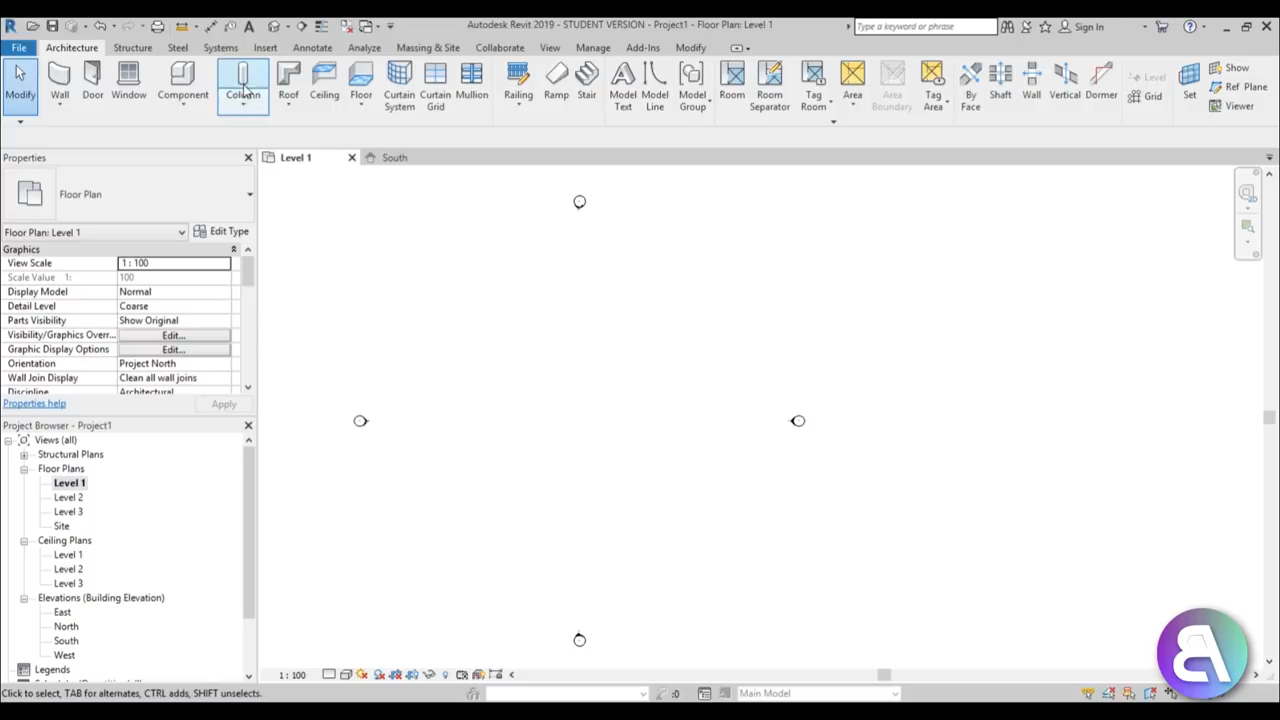 Autodesk Revit 2019 - STUDENT VERSION - Project1 - Floor Plan: Level 1
Type a keyword or phrase
Sign In
File Architecture Structure Steel Systems Insert Annotate Analyze Massing & Site Collaborate View Manage Add-Ins Modify
Modify
Wall
Door
Window
Component
Column
Roof
Ceiling
Floor
Curtain System
Curtain Grid
Mullion
Railing
Ramp
Stair
Model Text
Model Line
Model Group
Room
Room Separator
Tag Room
Area
Area Boundary
Tag Area
By Face
Shaft
Wall
Vertical
Dormer
Level
Grid
Set
Show
Ref Plane
Viewer
Properties
Level 1
South
Floor Plan
Floor Plan: Level 1
Edit Type
Graphics
View Scale 1 : 100
Scale Value 1: 100
Display Model Normal
Detail Level Coarse
Parts Visibility Show Original
Visibility/Graphics Overr... Edit...
Graphic Display Options Edit...
Orientation Project North
Wall Join Display Clean all wall joins
Discipline Architectural
Properties help
Apply
Project Browser - Project1
Views (all)
Structural Plans
Floor Plans
Level 1
Level 2
Level 3
Site
Ceiling Plans
Level 1
Level 2
Level 3
Elevations (Building Elevation)
East
North
South
West
Legends
1 : 100
Click to select, TAB for alternates, CTRL adds, SHIFT unselects.
:0
Main Model